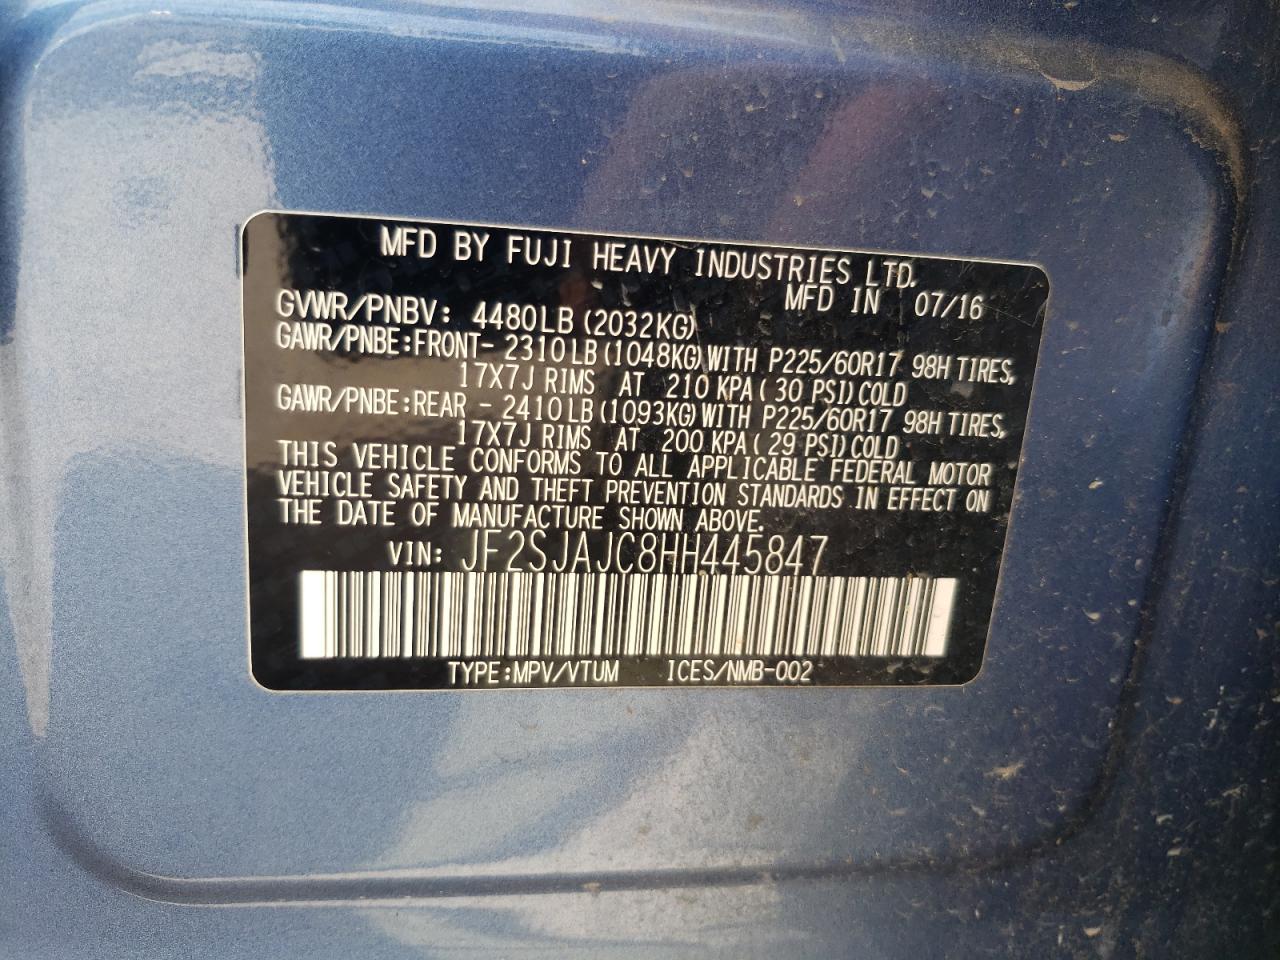 MFD BY FUJI HEAVY INDUSTRIES LTD.
MFD IN 07/16
GVWR/PNBV: 4480LB (2032KG)
GAWR/PNBE:FRONT- 2310LB (1048KG) WITH P225/60R17 98H TIRES,
17X7J RIMS AT 210 KPA ( 30 PSI) COLD
GAWR/PNBE:REAR - 2410LB (1093KG) WITH P225/60R17 98H TIRES,
17X7J RIMS AT 200 KPA ( 29 PSI) COLD
THIS VEHICLE CONFORMS TO ALL APPLICABLE FEDERAL MOTOR
VEHICLE SAFETY AND THEFT PREVENTION STANDARDS IN EFFECT ON
THE DATE OF MANUFACTURE SHOWN ABOVE.
VIN: JF2SJAJC8HH445847
TYPE:MPV/VTUM ICES/NMB-002